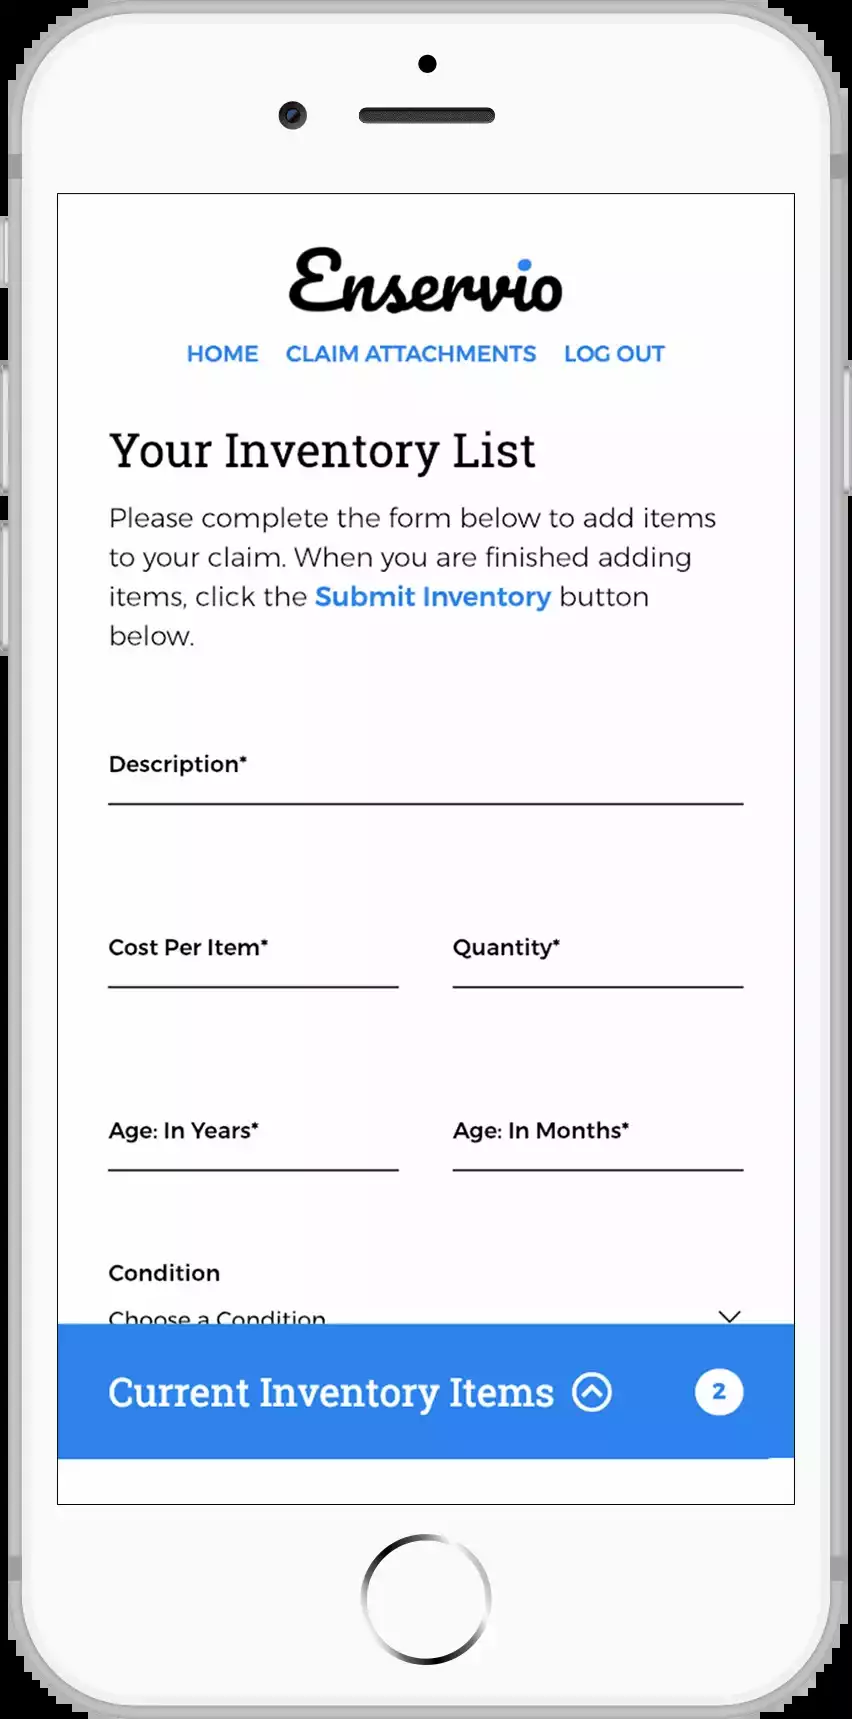 Enservio
HOME CLAIM ATTACHMENTS LOG OUT
Your Inventory List
Please complete the form below to add items
to your claim. When you are finished adding
items, click the Submit Inventory button
below.
Description*
Cost Per Item* Quantity*
Age: In Years* Age: In Months*
Condition
Choose a Condition
Current Inventory Items 2